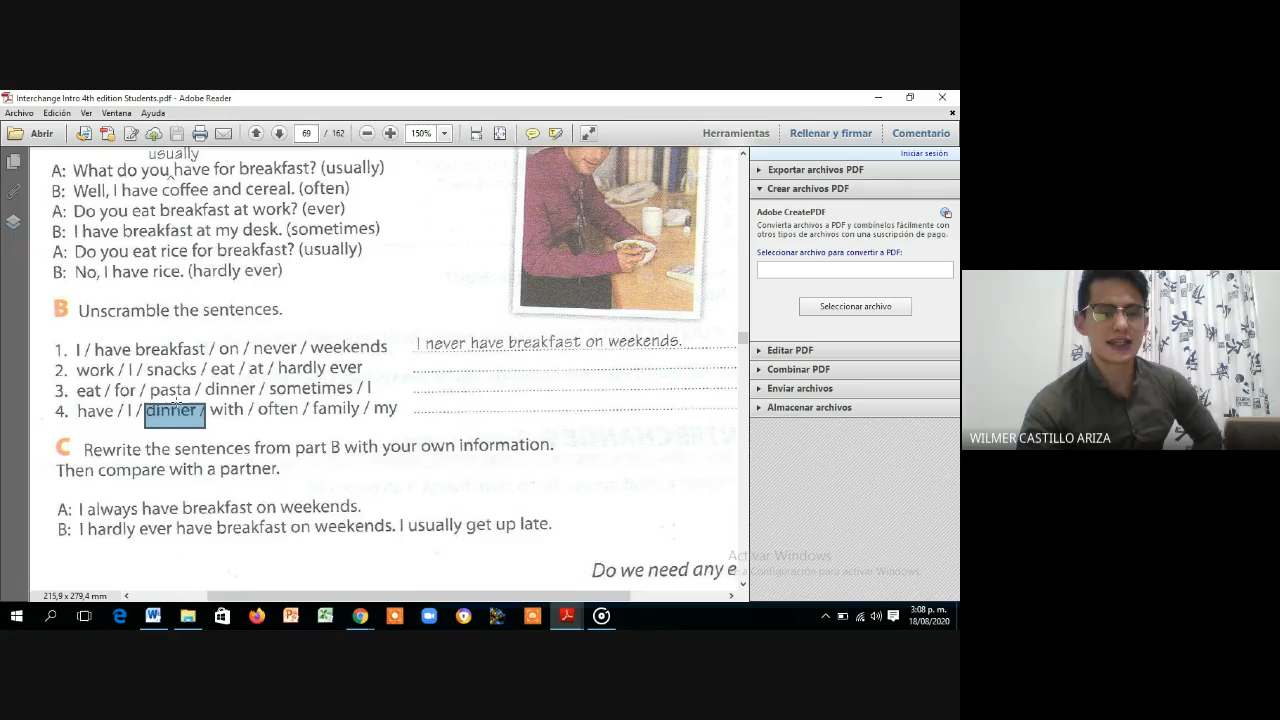 Interchange Intro 4th edition Students.pdf - Adobe Reader
Archivo Edición Ver Ventana Ayuda
Abrir 69 / 162 150% Herramientas Rellenar y firmar Comentario
Iniciar sesión
usually
A: What do you ^ have for breakfast? (usually)
B: Well, I have coffee and cereal. (often)
A: Do you eat breakfast at work? (ever)
B: I have breakfast at my desk. (sometimes)
A: Do you eat rice for breakfast? (usually)
B: No, I have rice. (hardly ever)
B Unscramble the sentences.
1. I / have breakfast / on / never / weekends I never have breakfast on weekends.
2. work / I / snacks / eat / at / hardly ever
3. eat / for / pasta / dinner / sometimes / I
4. have / I / dinner / with / often / family / my
C Rewrite the sentences from part B with your own information.
Then compare with a partner.
A: I always have breakfast on weekends.
B: I hardly ever have breakfast on weekends. I usually get up late.
Do we need any e
215,9 x 279,4 mm
Exportar archivos PDF
Crear archivos PDF
Adobe CreatePDF
Convierta archivos a PDF y combínelos fácilmente con
otros tipos de archivos con una suscripción de pago.
Seleccionar archivo para convertir a PDF:
Seleccionar archivo
Editar PDF
Combinar PDF
Enviar archivos
Almacenar archivos
Activar Windows
a Configuración para activar Windows.
3:08 p. m.
18/08/2020
WILMER CASTILLO ARIZA